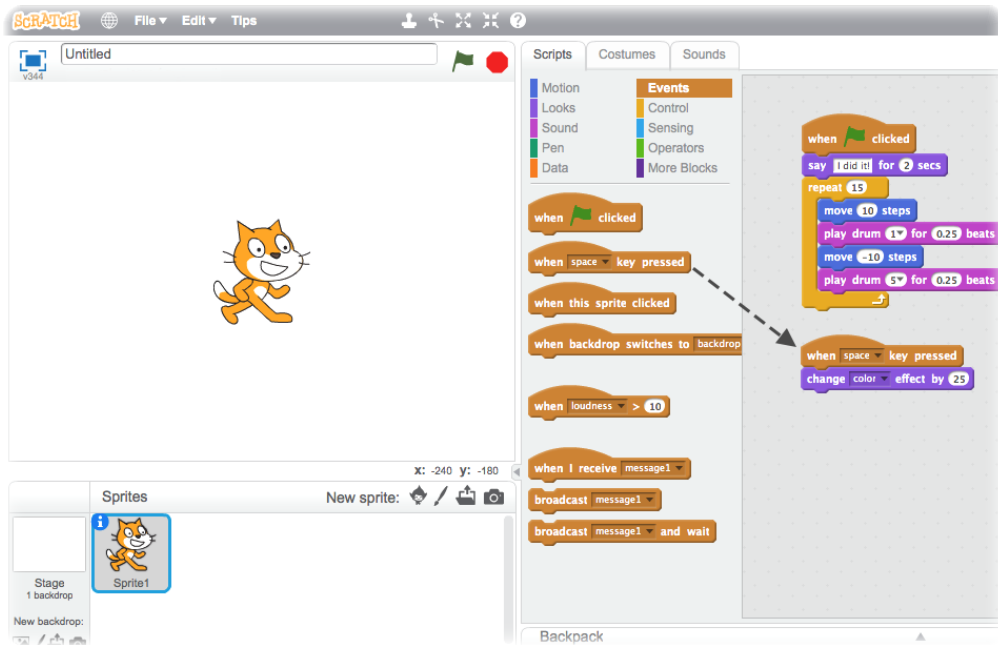 SCRATCH File Edit Tips
v344 Untitled
x: -240 y: -180
Sprites New sprite:
Sprite1
Stage
1 backdrop
New backdrop:
Scripts Costumes Sounds
Motion Events
Looks Control
Sound Sensing
Pen Operators
Data More Blocks
when clicked
when space key pressed
when this sprite clicked
when backdrop switches to backdrop
when loudness > 10
when I receive message1
broadcast message1
broadcast message1 and wait
when clicked
say I did it! for 2 secs
repeat 15
move 10 steps
play drum 1 for 0.25 beats
move -10 steps
play drum 5 for 0.25 beats
when space key pressed
change color effect by 25
Backpack